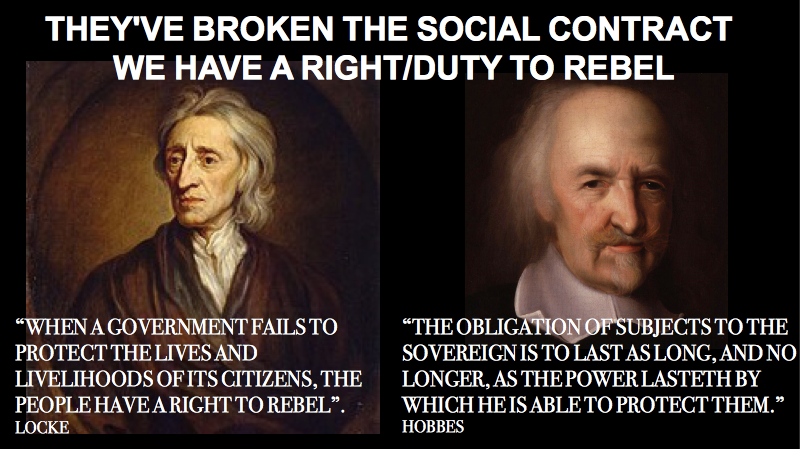 THEY'VE BROKEN THE SOCIAL CONTRACT
WE HAVE A RIGHT/DUTY TO REBEL
“WHEN A GOVERNMENT FAILS TO
PROTECT THE LIVES AND
LIVELIHOODS OF ITS CITIZENS, THE
PEOPLE HAVE A RIGHT TO REBEL”.
LOCKE
“THE OBLIGATION OF SUBJECTS TO THE
SOVEREIGN IS TO LAST AS LONG, AND NO
LONGER, AS THE POWER LASTETH BY
WHICH HE IS ABLE TO PROTECT THEM.”
HOBBES